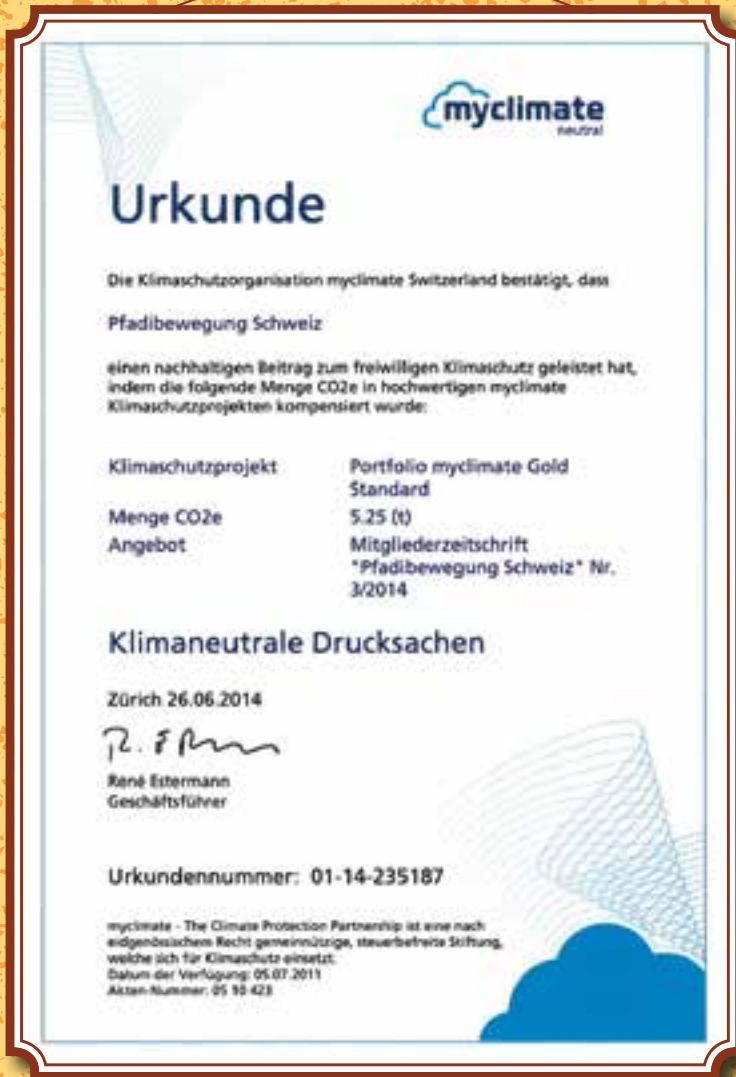 myclimate
neutral
Urkunde
Die Klimaschutzorganisation myclimate Switzerland bestätigt, dass
Pfadibewegung Schweiz
einen nachhaltigen Beitrag zum freiwilligen Klimaschutz geleistet hat,
indem die folgende Menge CO2e in hochwertigen myclimate
Klimaschutzprojekten kompensiert wurde:
Klimaschutzprojekt Portfolio myclimate Gold
Standard
Menge CO2e 5.25 (t)
Angebot Mitgliederzeitschrift
"Pfadibewegung Schweiz" Nr.
3/2014
Klimaneutrale Drucksachen
Zürich 26.06.2014
René Estermann
Geschäftsführer
Urkundennummer: 01-14-235187
myclimate - The Climate Protection Partnership ist eine nach
eidgenössischem Recht gemeinnützige, steuerbefreite Stiftung,
welche sich für Klimaschutz einsetzt.
Datum der Verfügung: 05.07.2011
Akten-Nummer: 05 10 423